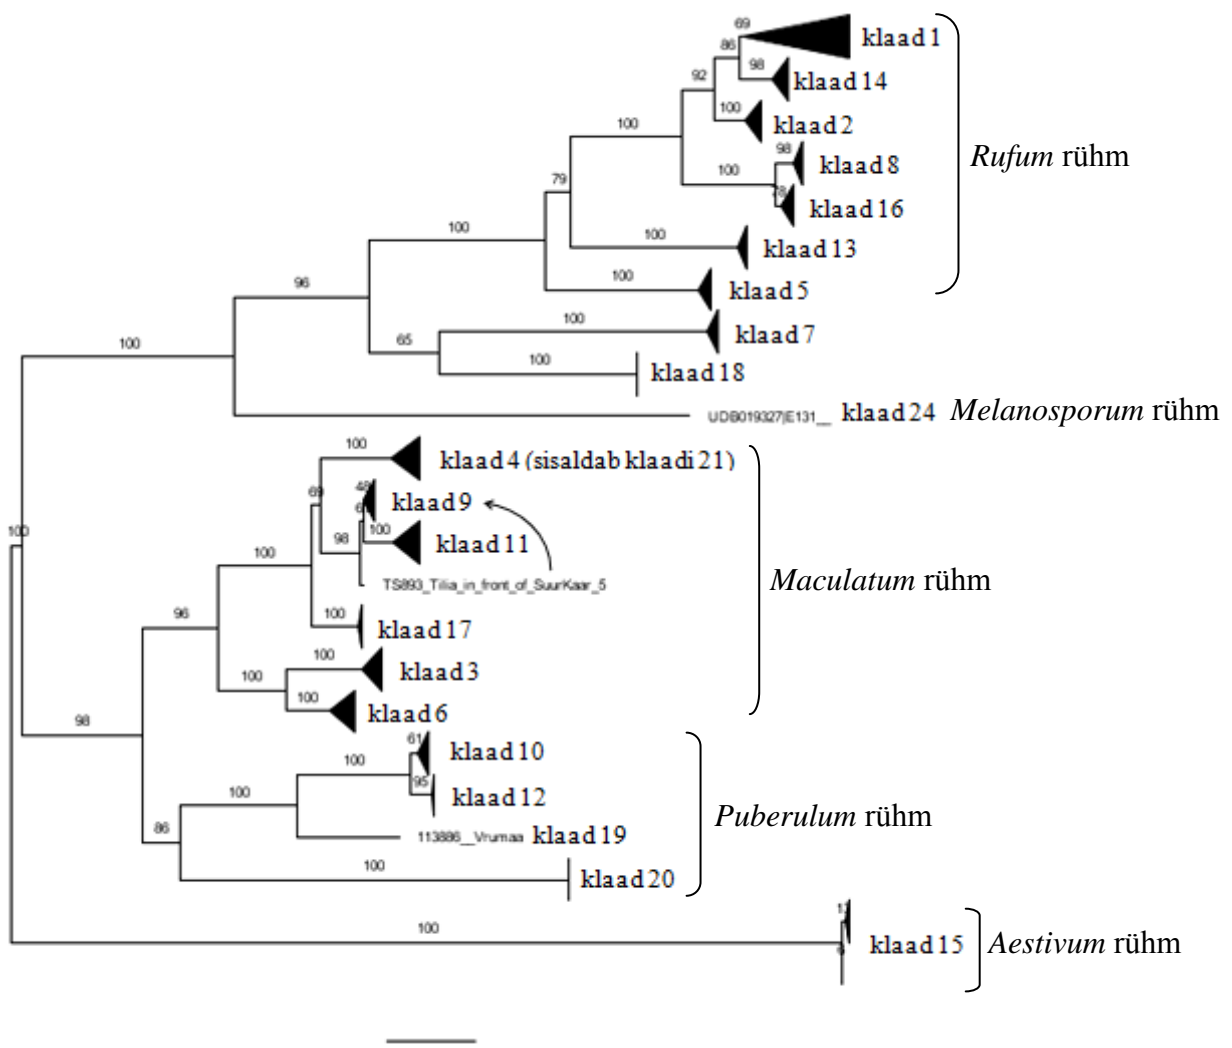 69
klaad 1
86
98
klaad 14
92
100
klaad 2
100
98
klaad 8
Rufum rühm
100
78
klaad 16
79
100
klaad 13
100
100
klaad 5
96
100
klaad 7
65
100
klaad 18
100
UDB019327|E131__ klaad 24 Melanosporum rühm
100
klaad 4 (sisaldab klaadi 21)
69
48
klaad 9
100
98
klaad 11
100
TS893_Tilia_in_front_of_SuurKaar_5
Maculatum rühm
100
klaad 17
96
100
klaad 3
100
100
klaad 6
98
61
klaad 10
100
95
klaad 12
100
Puberulum rühm
86
113886__Vrumaa klaad 19
100
klaad 20
100
100
klaad 15
Aestivum rühm